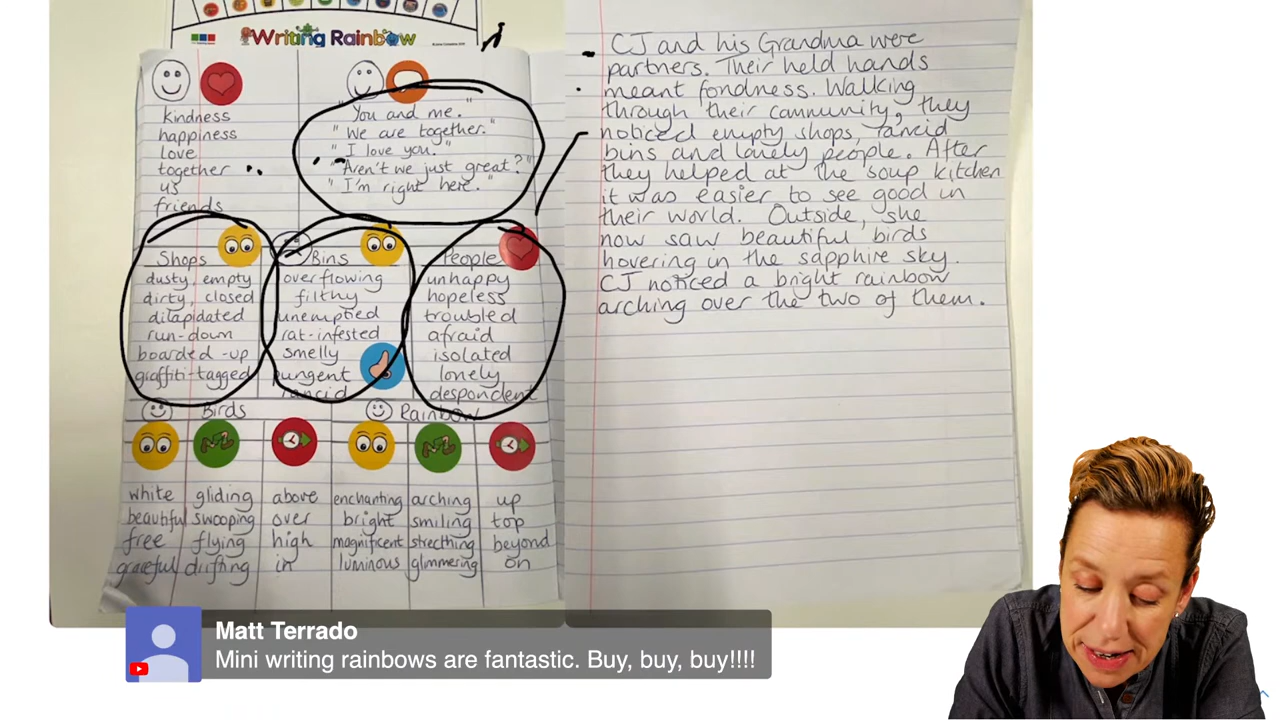 Writing Rainbow
kindness
happiness
love
together
us
friends
"You and me."
"We are together."
"I love you."
"Aren't we just great?"
"I'm right here."
Shops
dusty, empty
dirty, closed
dilapidated
run-down
boarded-up
graffiti-tagged
Bins
overflowing
filthy
unemptied
rat-infested
smelly
pungent
rancid
People
unhappy
hopeless
troubled
afraid
isolated
lonely
despondent
Birds
white gliding above
beautiful swooping over
free flying high
graceful drifting in
Rainbow
enchanting arching up
bright smiling top
magnificent strecthing beyond
luminous glimmering on
CJ and his Grandma were
partners. Their held hands
meant fondness. Walking
through their community, they
noticed empty shops, rancid
bins and lonely people. After
they helped at the soup kitchen
it was easier to see good in
their world. Outside, she
now saw beautiful birds
hovering in the sapphire sky.
CJ noticed a bright rainbow
arching over the two of them.
Matt Terrado
Mini writing rainbows are fantastic. Buy, buy, buy!!!!